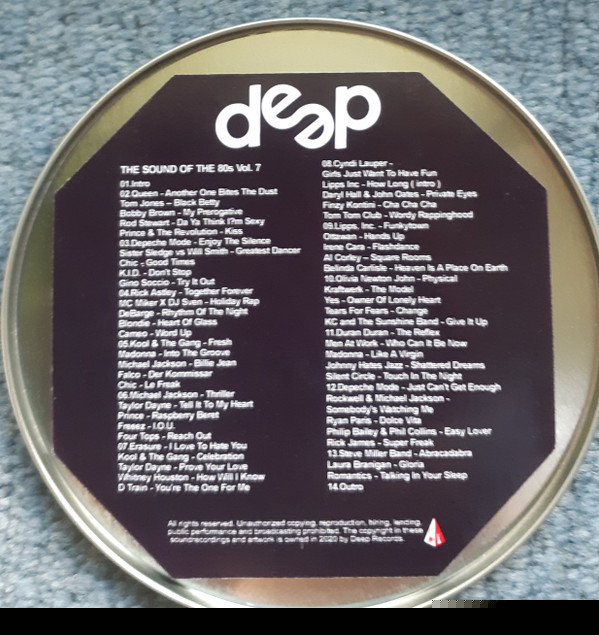 deep
THE SOUND OF THE 80s Vol. 7
01.Intro
02.Queen - Another One Bites The Dust
Tom Jones – Black Betty
Bobby Brown - My Prerogative
Rod Stewart - Da Ya Think I?m Sexy
Prince & The Revolution - Kiss
03.Depeche Mode - Enjoy The Silence
Sister Sledge vs Will Smith - Greatest Dancer
Chic - Good Times
K.I.D. - Don't Stop
Gino Soccio - Try It Out
04.Rick Astley - Together Forever
MC Miker X DJ Sven - Holiday Rap
DeBarge - Rhythm Of The Night
Blondie - Heart Of Glass
Cameo - Word Up
05.Kool & The Gang - Fresh
Madonna - Into The Groove
Michael Jackson - Billie Jean
Falco - Der Kommissar
Chic - Le Freak
06.Michael Jackson - Thriller
Taylor Dayne - Tell It To My Heart
Prince - Raspberry Beret
Freeez - I.O.U.
Four Tops - Reach Out
07.Erasure - I Love To Hate You
Kool & The Gang - Celebration
Taylor Dayne - Prove Your Love
Whitney Houston - How Will I Know
D Train - You're The One For Me
08.Cyndi Lauper -
Girls Just Want To Have Fun
Lipps Inc - How Long ( intro )
Daryl Hall & John Oates - Private Eyes
Finzy Kontini - Cha Cha Cha
Tom Tom Club - Wordy Rappinghood
09.Lipps, Inc. - Funkytown
Ottawan - Hands Up
Irene Cara - Flashdance
Al Corley - Square Rooms
Belinda Carlisle - Heaven Is A Place On Earth
10.Olivia Newton John - Physical
Kraftwerk - The Model
Yes - Owner Of Lonely Heart
Tears For Fears - Change
KC and The Sunshine Band - Give It Up
11.Duran Duran - The Reflex
Men At Work - Who Can It Be Now
Madonna - Like A Virgin
Johnny Hates Jazz - Shattered Dreams
Silent Circle - Touch In The Night
12.Depeche Mode - Just Can't Get Enough
Rockwell & Michael Jackson -
Somebody's Watching Me
Ryan Paris - Dolce Vita
Philip Bailey & Phil Collins - Easy Lover
Rick James - Super Freak
13.Steve Miller Band - Abracadabra
Laura Branigan - Gloria
Romantics - Talking In Your Sleep
14.Outro
All rights reserved. Unauthorized copying, reproduction, hiring, lending,
public performance and broadcasting prohibited. The copyright in these
soundrecordings and artwork is owned in 2020 by Deep Records.